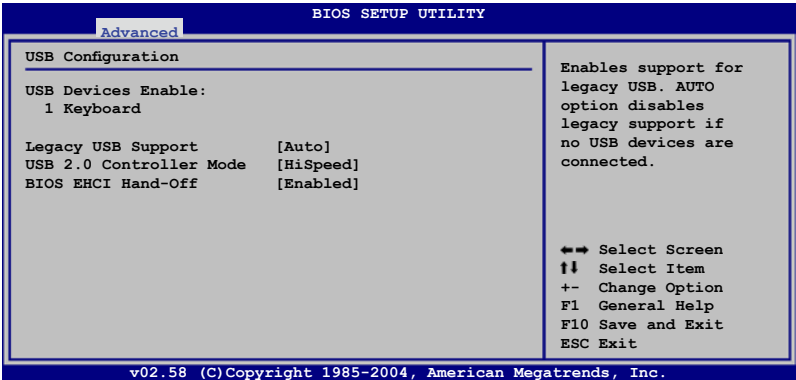 BIOS SETUP UTILITY
Advanced
USB Configuration
USB Devices Enable:
1 Keyboard
Legacy USB Support [Auto]
USB 2.0 Controller Mode [HiSpeed]
BIOS EHCI Hand-Off [Enabled]
Enables support for
legacy USB. AUTO
option disables
legacy support if
no USB devices are
connected.
←→ Select Screen
↑↓ Select Item
+- Change Option
F1 General Help
F10 Save and Exit
ESC Exit
v02.58 (C)Copyright 1985-2004, American Megatrends, Inc.